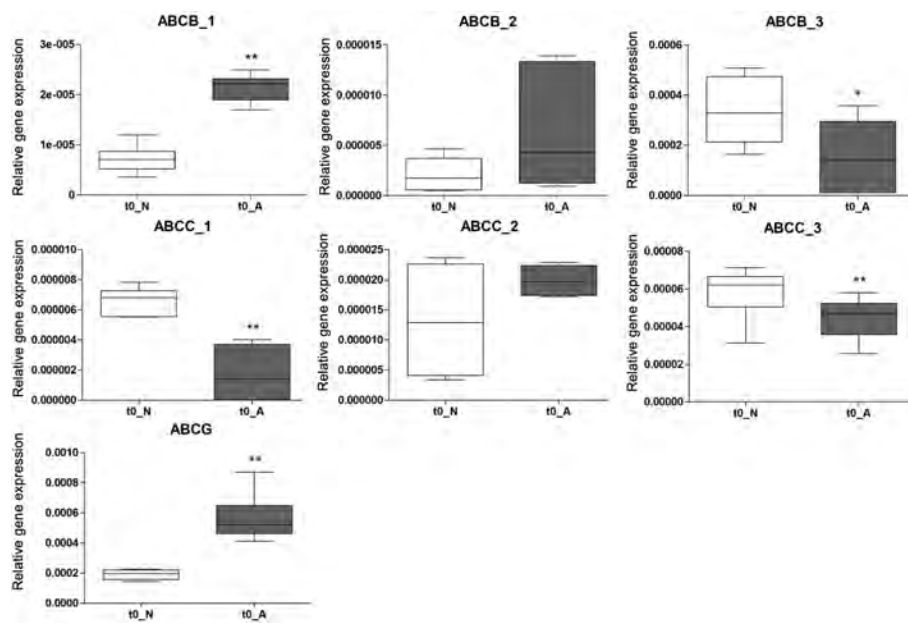 ABCB_1
Relative gene expression
3e-005
2e-005
1e-005
0
**
t0_N
t0_A
ABCB_2
Relative gene expression
0.000015
0.000010
0.000005
0.000000
t0_N
t0_A
ABCB_3
Relative gene expression
0.0006
0.0004
0.0002
0.0000
*
t0_N
t0_A
ABCC_1
Relative gene expression
0.000010
0.000008
0.000006
0.000004
0.000002
0.000000
**
t0_N
t0_A
ABCC_2
Relative gene expression
0.000025
0.000020
0.000015
0.000010
0.000005
0.000000
t0_N
t0_A
ABCC_3
Relative gene expression
0.00008
0.00006
0.00004
0.00002
0.00000
**
t0_N
t0_A
ABCG
Relative gene expression
0.0010
0.0008
0.0006
0.0004
0.0002
0.0000
**
t0_N
t0_A